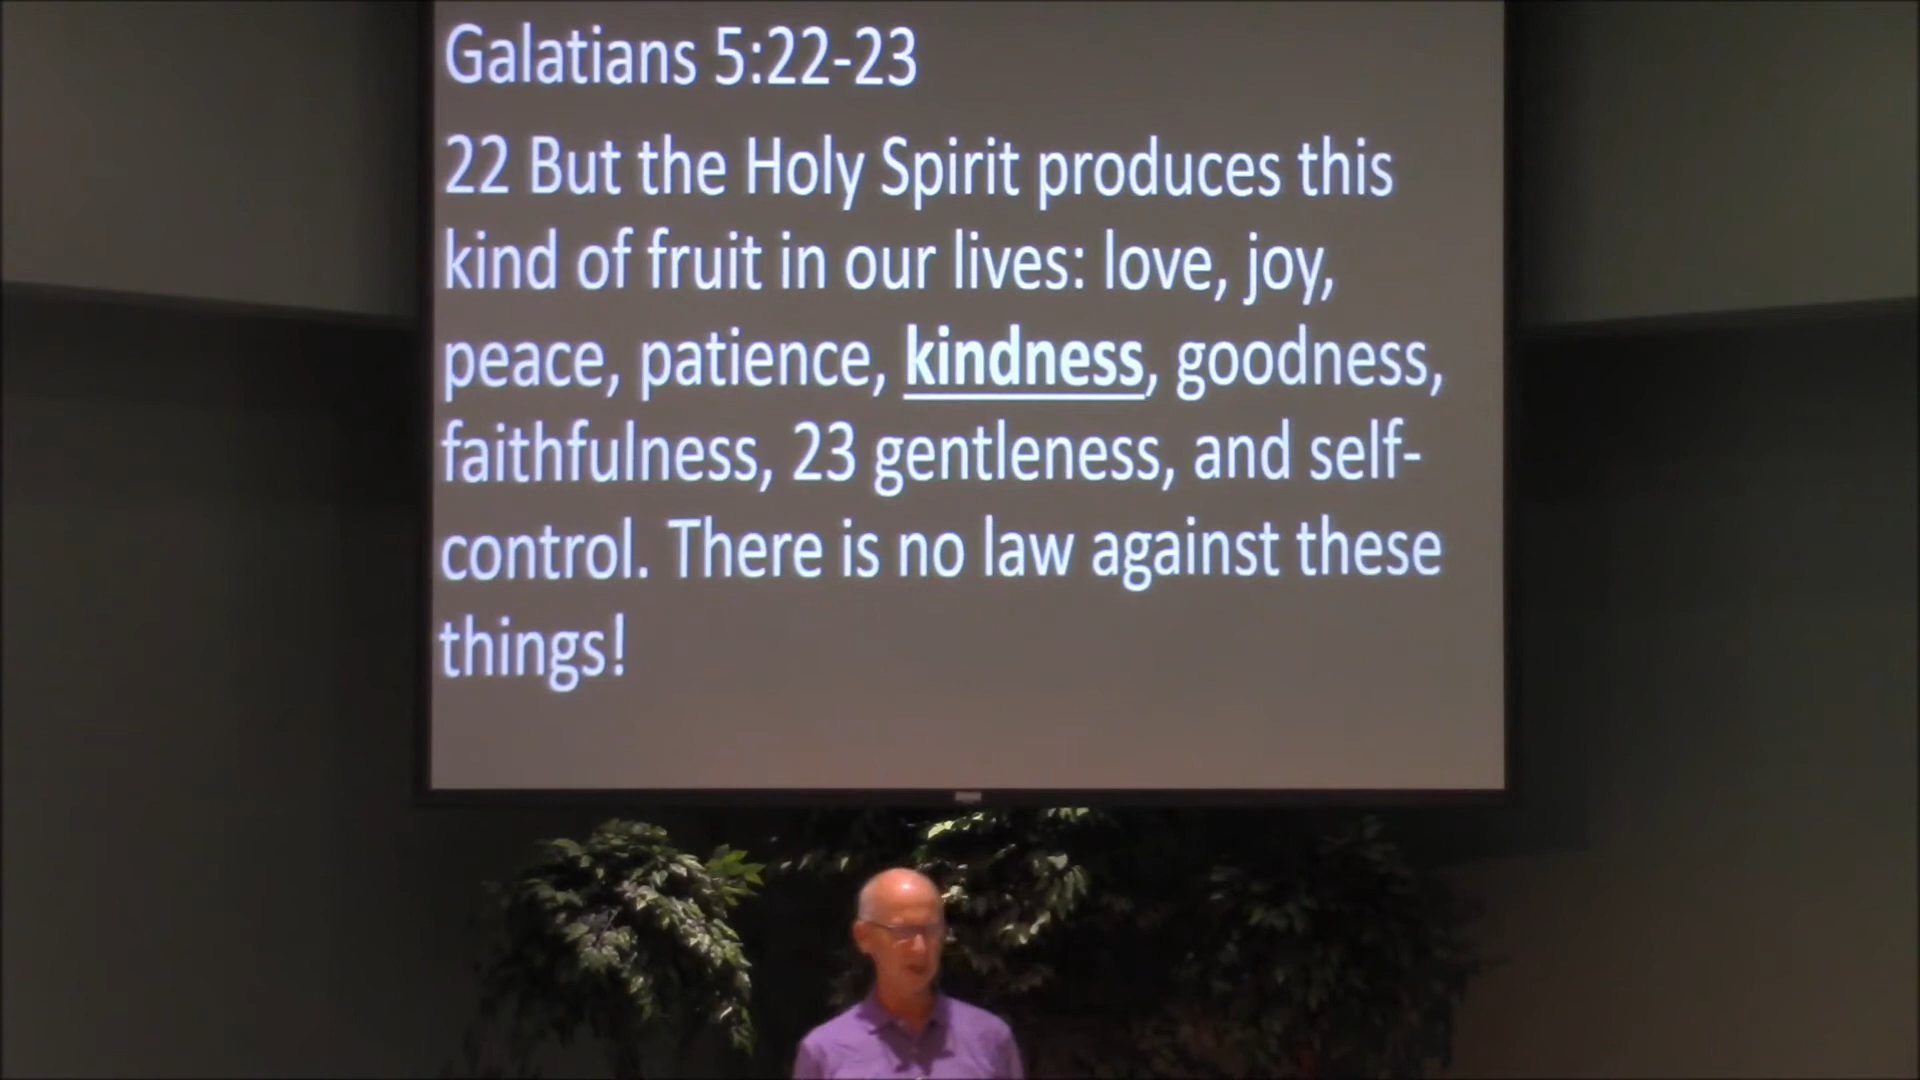 Galatians 5:22-23
22 But the Holy Spirit produces this
kind of fruit in our lives: love, joy,
peace, patience, kindness, goodness,
faithfulness, 23 gentleness, and self-
control. There is no law against these
things!